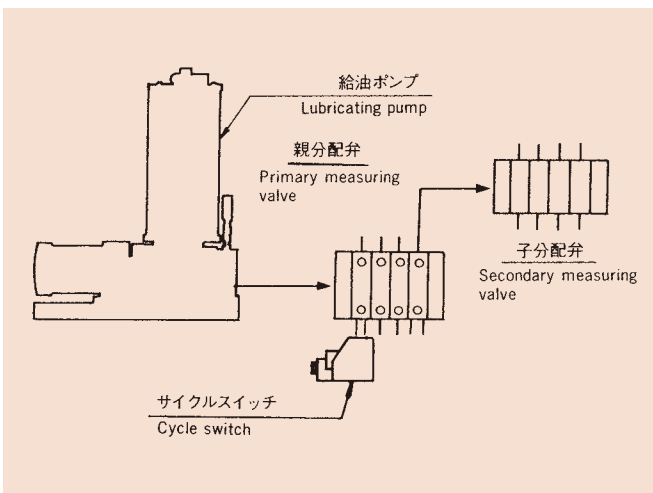 給油ポンプ
Lubricating pump
親分配弁
Primary measuring
valve
子分配弁
Secondary measuring
valve
サイクルスイッチ
Cycle switch